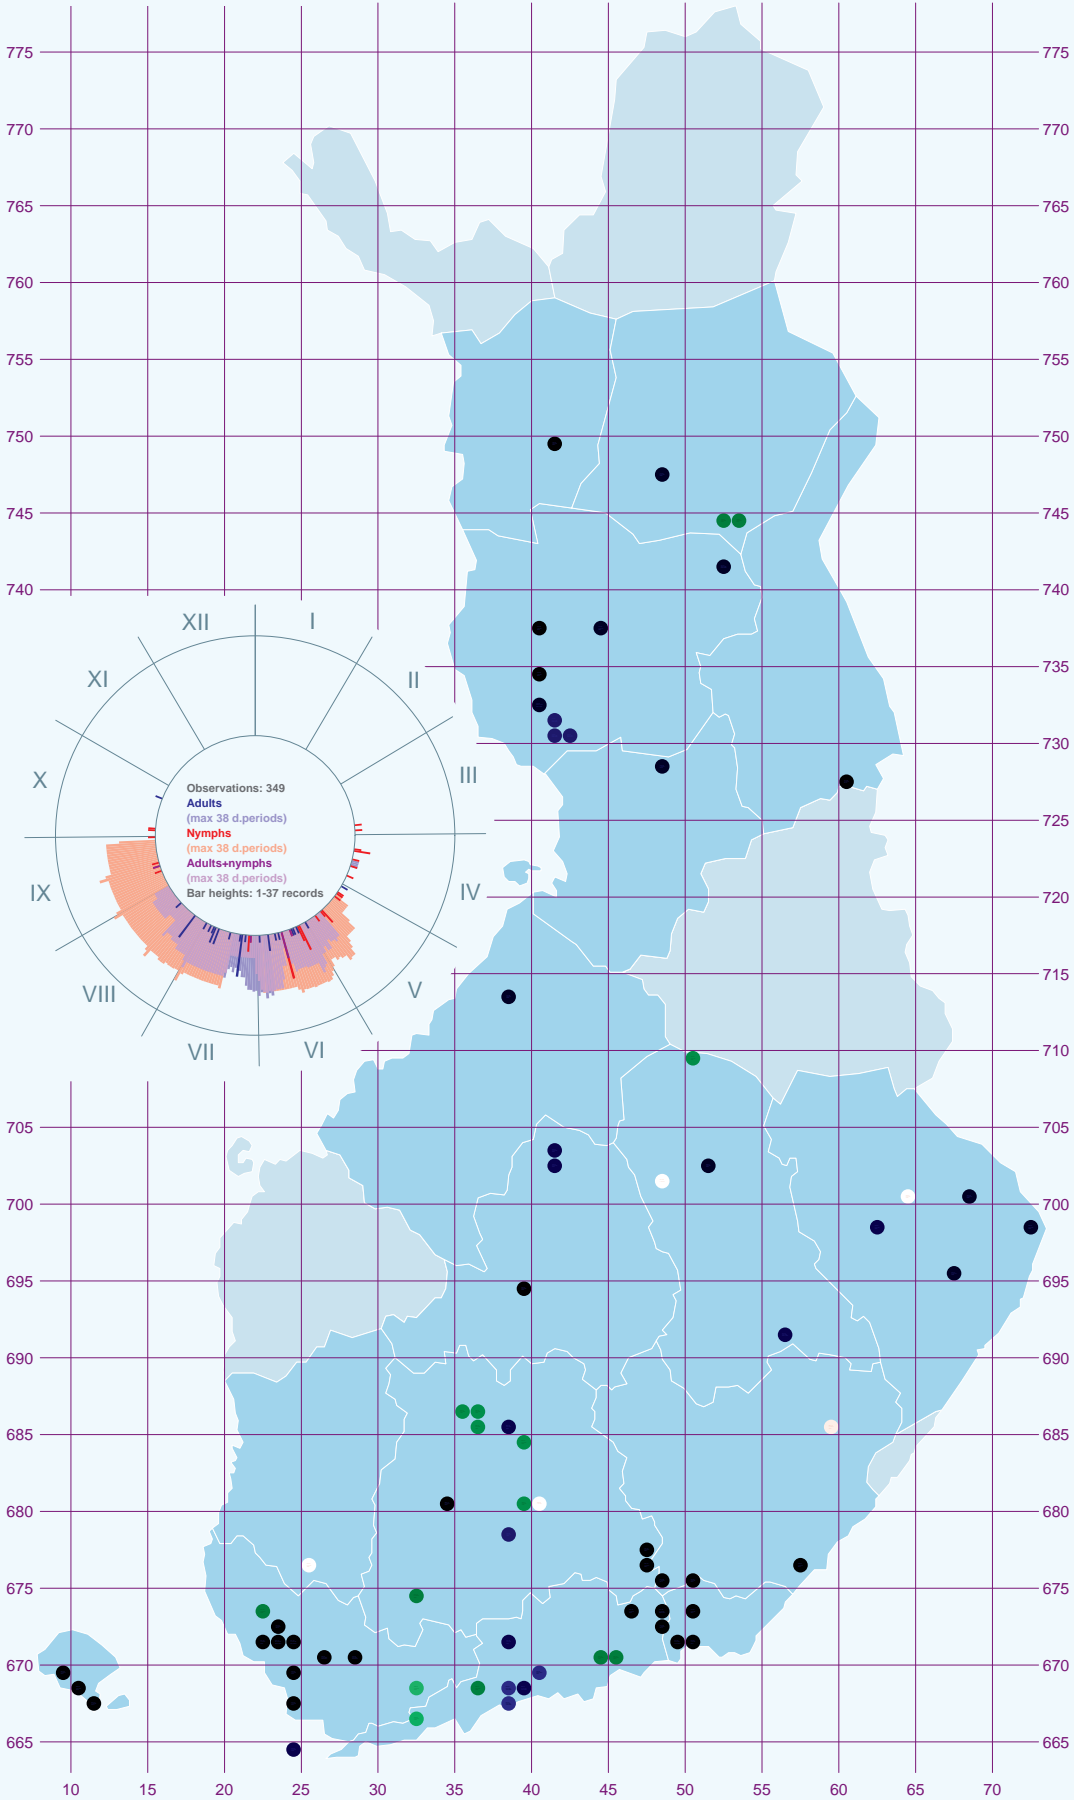 775 775
770 770
765 765
760 760
755 755
750 750
745 745
740 740
XII I
XI II
735 735
730 730
X III
Observations: 349
Adults
(max 38 d.periods)
Nymphs
(max 38 d.periods)
Adults+nymphs
(max 38 d.periods)
Bar heights: 1-37 records
725 725
IX IV
720 720
715 715
VIII V
VII VI
710 710
705 705
700 700
695 695
690 690
685 685
680 680
675 675
670 670
665 665
10 15 20 25 30 35 40 45 50 55 60 65 70